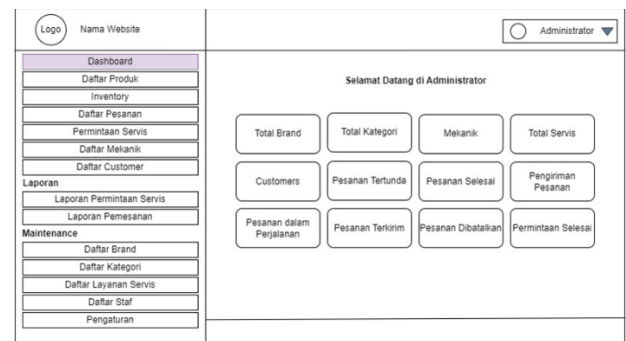 Logo
Nama Website
Administrator
Dashboard
Daftar Produk
Inventory
Daftar Pesanan
Permintaan Servis
Daftar Mekanik
Daftar Customer
Laporan
Laporan Permintaan Servis
Laporan Pemesanan
Maintenance
Daftar Brand
Daftar Kategori
Daftar Layanan Servis
Daftar Staf
Pengaturan
Selamat Datang di Administrator
Total Brand
Total Kategori
Mekanik
Total Servis
Customers
Pesanan Tertunda
Pesanan Selesai
Pengiriman
Pesanan
Pesanan dalam
Perjalanan
Pesanan Terkirim
Pesanan Dibatalkan
Permintaan Selesai